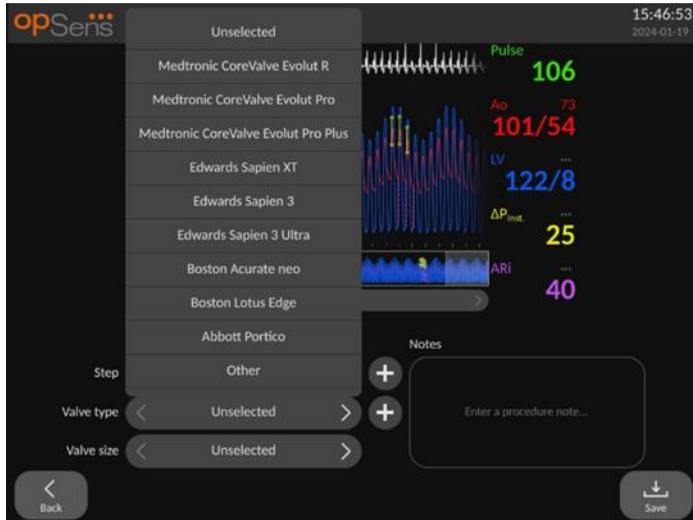 opSens
15:46:53
2024-01-19
Unselected
Medtronic CoreValve Evolut R
Medtronic CoreValve Evolut Pro
Medtronic CoreValve Evolut Pro Plus
Edwards Sapien XT
Edwards Sapien 3
Edwards Sapien 3 Ultra
Boston Acurate neo
Boston Lotus Edge
Abbott Portico
Other
Pulse
106
Ao 73
101/54
LV ---
122/8
ΔPInst. ---
25
ARi ---
40
Step
Valve type Unselected
Valve size Unselected
Notes
Enter a procedure note...
Back
Save